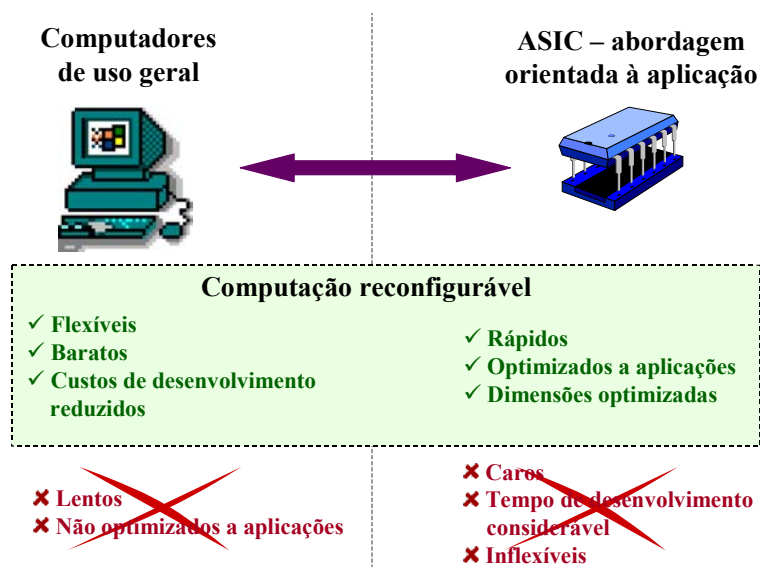 Computadores
de uso geral
ASIC – abordagem
orientada à aplicação
Computação reconfigurável
✓ Flexíveis
✓ Baratos
✓ Custos de desenvolvimento
reduzidos
✓ Rápidos
✓ Optimizados a aplicações
✓ Dimensões optimizadas
✘ Lentos
✘ Não optimizados a aplicações
✘ Caros
✘ Tempo de desenvolvimento
considerável
✘ Inflexíveis